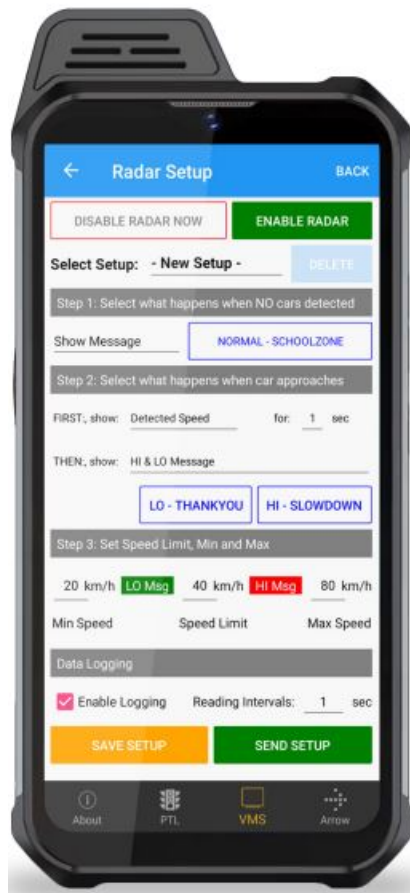 Radar Setup BACK
DISABLE RADAR NOW ENABLE RADAR
Select Setup: - New Setup - DELETE
Step 1: Select what happens when NO cars detected
Show Message NORMAL - SCHOOLZONE
Step 2: Select what happens when car approaches
FIRST:, show: Detected Speed for: 1 sec
THEN:, show: HI & LO Message
LO - THANKYOU HI - SLOWDOWN
Step 3: Set Speed Limit, Min and Max
20 km/h LO Msg 40 km/h HI Msg 80 km/h
Min Speed Speed Limit Max Speed
Data Logging
Enable Logging Reading Intervals: 1 sec
SAVE SETUP SEND SETUP
About PTL VMS Arrow